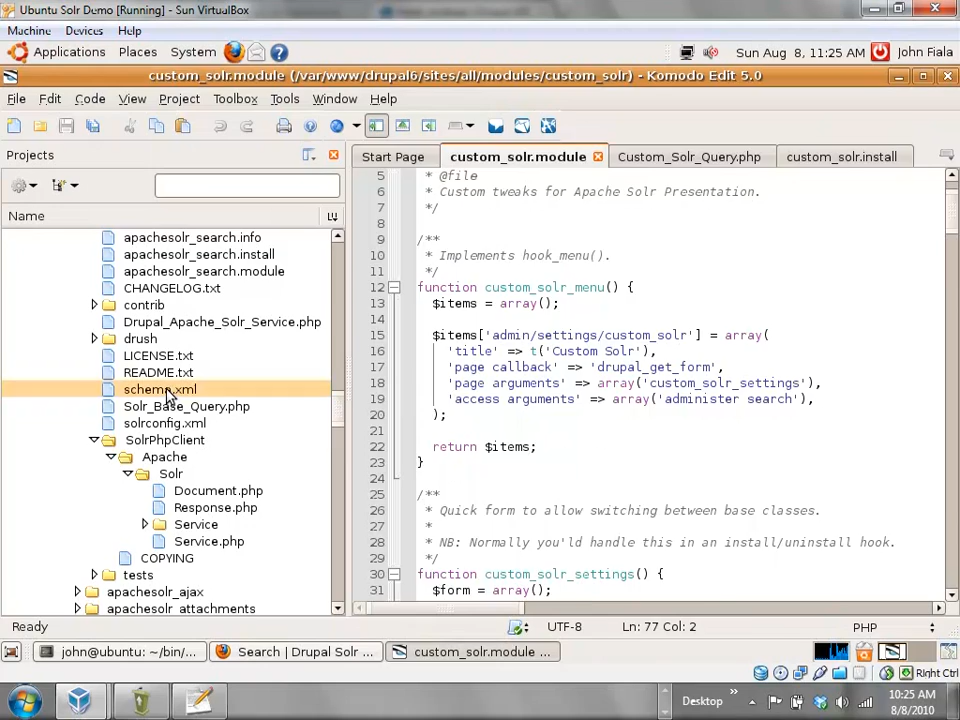 Ubuntu Solr Demo [Running] - Sun VirtualBox
Machine Devices Help
Applications Places System Sun Aug 8, 11:25 AM John Fiala
custom_solr.module (/var/www/drupal6/sites/all/modules/custom_solr) - Komodo Edit 5.0
File Edit Code View Project Toolbox Tools Window Help
Projects
Start Page custom_solr.module Custom_Solr_Query.php custom_solr.install
Name
apachesolr_search.info
apachesolr_search.install
apachesolr_search.module
CHANGELOG.txt
contrib
Drupal_Apache_Solr_Service.php
drush
LICENSE.txt
README.txt
schema.xml
Solr_Base_Query.php
solrconfig.xml
SolrPhpClient
Apache
Solr
Document.php
Response.php
Service
Service.php
COPYING
tests
apachesolr_ajax
apachesolr_attachments
5 * @file
6 * Custom tweaks for Apache Solr Presentation.
7 */
8
9 /**
10 * Implements hook_menu().
11 */
12 function custom_solr_menu() {
13 $items = array();
14
15 $items['admin/settings/custom_solr'] = array(
16 'title' => t('Custom Solr'),
17 'page callback' => 'drupal_get_form',
18 'page arguments' => array('custom_solr_settings'),
19 'access arguments' => array('administer search'),
20 );
21
22 return $items;
23 }
24
25 /**
26 * Quick form to allow switching between base classes.
27 *
28 * NB: Normally you'ld handle this in an install/uninstall hook.
29 */
30 function custom_solr_settings() {
31 $form = array();
Ready UTF-8 Ln: 77 Col: 2 PHP
john@ubuntu: ~/bin/... Search | Drupal Solr ... custom_solr.module ...
Right Ctrl
Desktop 10:25 AM
8/8/2010